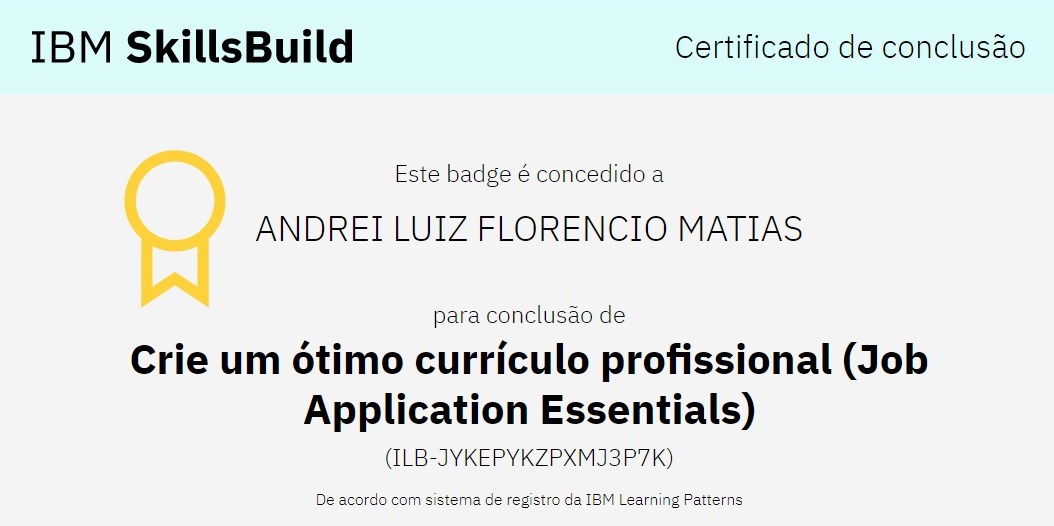 IBM SkillsBuild
Certificado de conclusão
Este badge é concedido a
ANDREI LUIZ FLORENCIO MATIAS
para conclusão de
Crie um ótimo currículo profissional (Job
Application Essentials)
(ILB-JYKEPYKZPXMJ3P7K)
De acordo com sistema de registro da IBM Learning Patterns